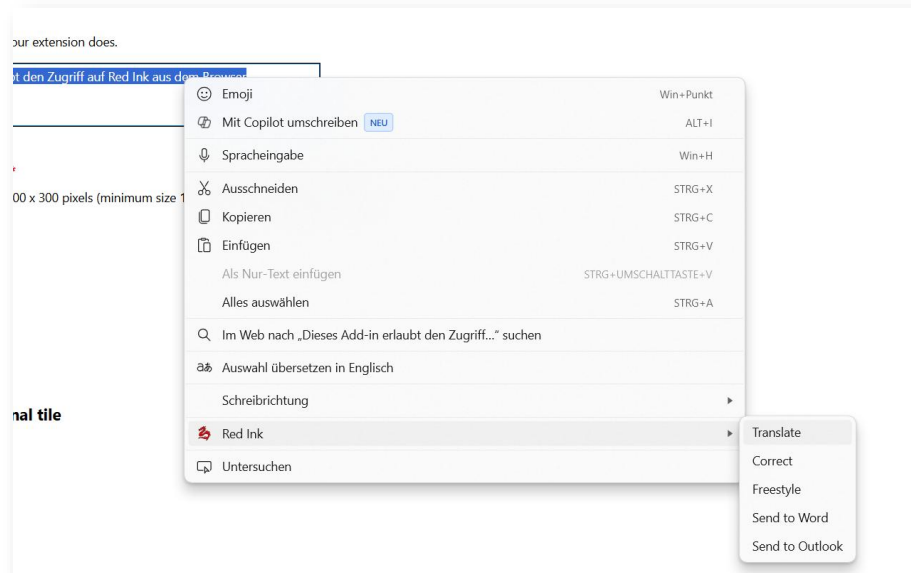 our extension does.
t den Zugriff auf Red Ink aus dem Browser
Emoji Win+Punkt
Mit Copilot umschreiben NEU ALT+I
Spracheingabe Win+H
*
00 x 300 pixels (minimum size 1
Ausschneiden STRG+X
Kopieren STRG+C
Einfügen STRG+V
Als Nur-Text einfügen STRG+UMSCHALTTASTE+V
Alles auswählen STRG+A
Im Web nach „Dieses Add-in erlaubt den Zugriff...“ suchen
Auswahl übersetzen in Englisch
Schreibrichtung
nal tile
Red Ink
Untersuchen
Translate
Correct
Freestyle
Send to Word
Send to Outlook